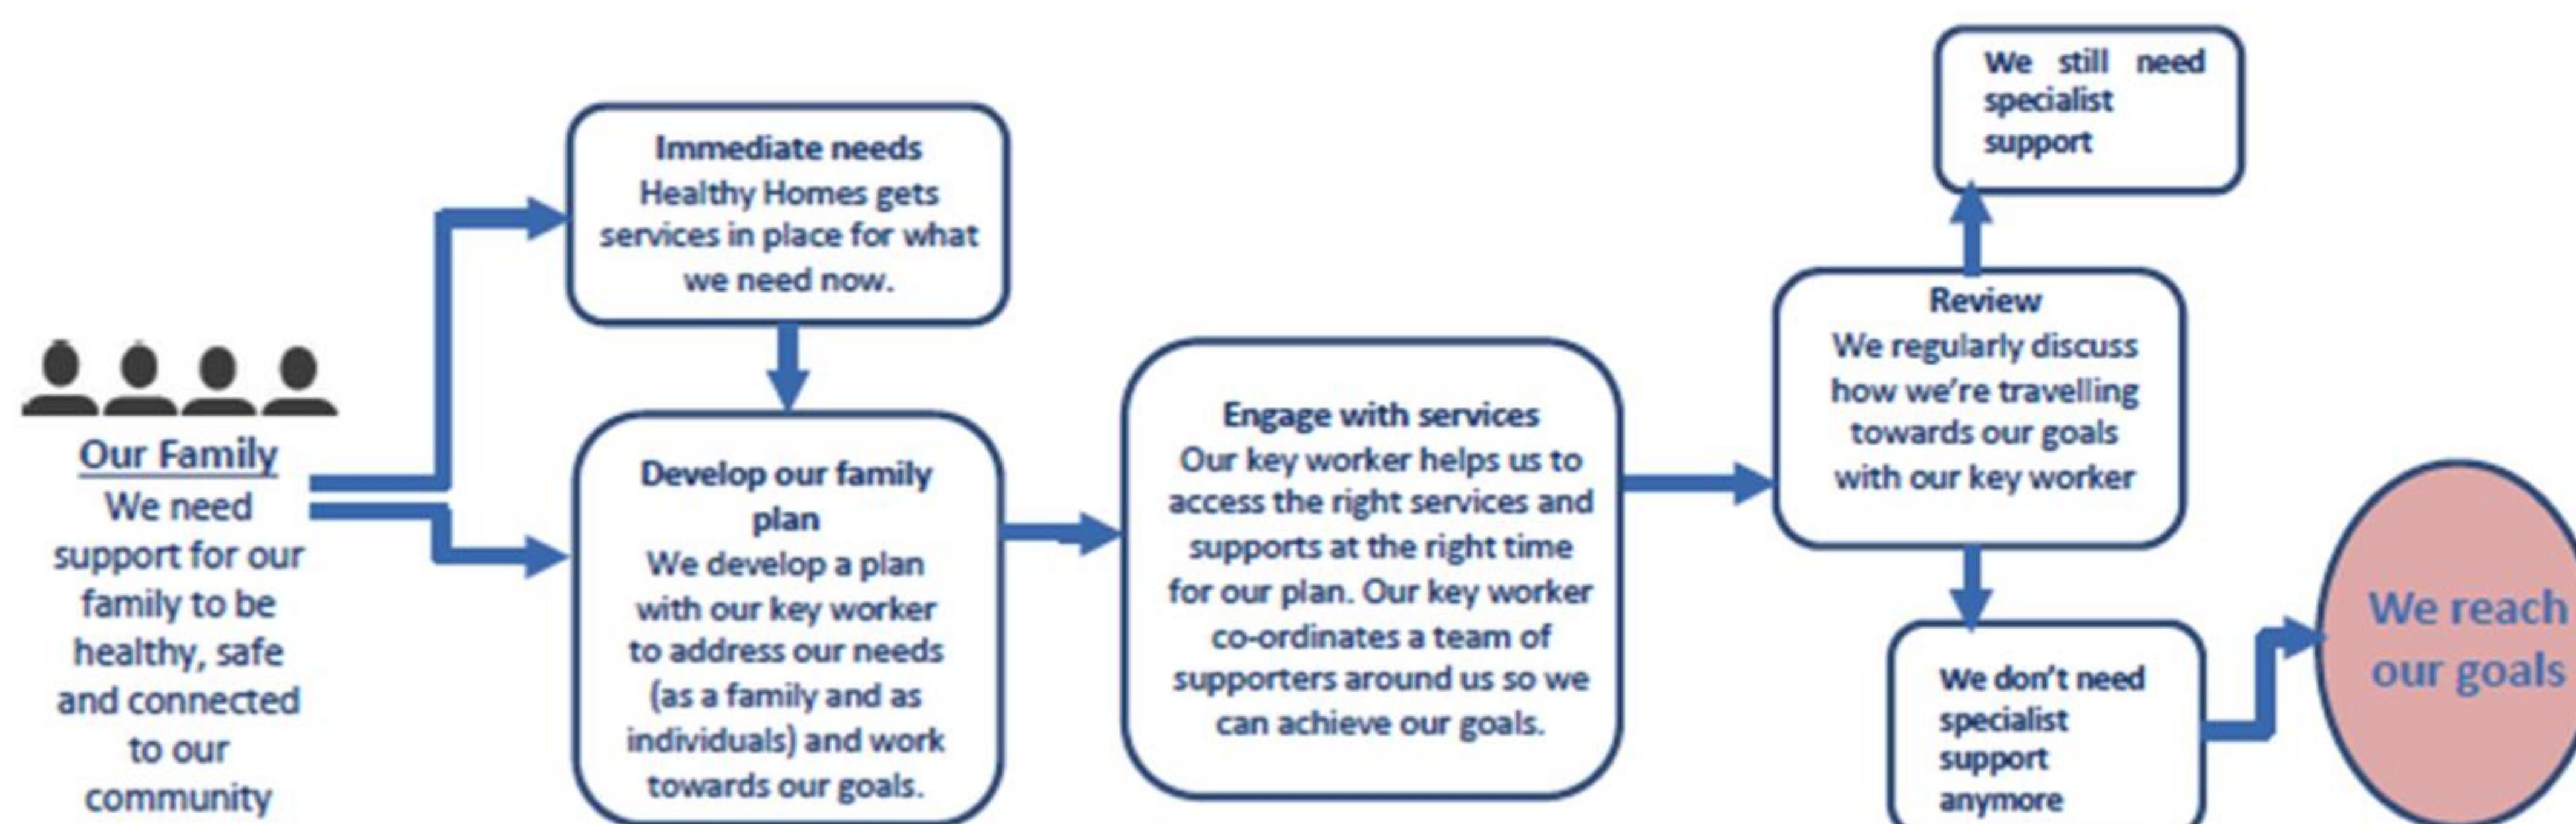 Our Family
We need
support for our
family to be
healthy, safe
and connected
to our
community
Immediate needs
Healthy Homes gets
services in place for what
we need now.
Develop our family
plan
We develop a plan
with our key worker
to address our needs
(as a family and as
individuals) and work
towards our goals.
Engage with services
Our key worker helps us to
access the right services and
supports at the right time
for our plan. Our key worker
co-ordinates a team of
supporters around us so we
can achieve our goals.
Review
We regularly discuss
how we're travelling
towards our goals
with our key worker
We still need
specialist
support
We don't need
specialist
support
anymore
We reach
our goals